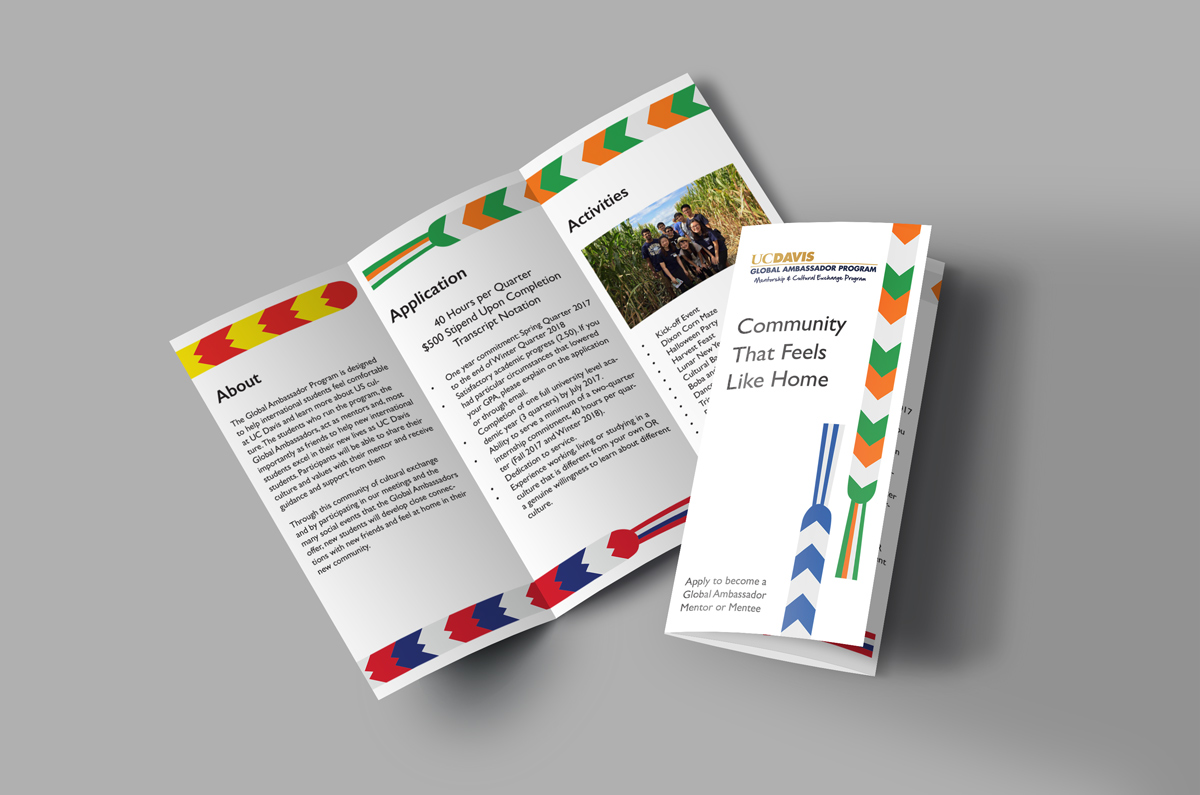 About
The Global Ambassador Program is designed
to help international students feel comfortable
at UC Davis and learn more about US cul-
ture. The students who run the program, the
Global Ambassadors, act as mentors and, most
importantly as friends to help new international
students excel in their new lives as UC Davis
students. Participants will be able to share their
culture and values with their mentor and receive
guidance and support from them
Through this community of cultural exchange
and by participating in our meetings and the
many social events that the Global Ambassadors
offer, new students will develop close connec-
tions with new friends and feel at home in their
new community.
Application
40 Hours per Quarter
$500 Stipend Upon Completion
Transcript Notation
• One year commitment: Spring Quarter 2017
to the end of Winter Quarter 2018
• Satisfactory academic progress (2.50). If you
had particular circumstances that lowered
your GPA, please explain on the application
or through email.
• Completion of one full university level aca-
demic year (3 quarters) by July 2017.
• Ability to serve a minimum of a two-quarter
internship commitment, 40 hours per quar-
ter (Fall 2017 and Winter 2018).
• Dedication to service.
• Experience working, living or studying in a
culture that is different from your own OR
a genuine willingness to learn about different
culture.
Activities
• Kick-off Event
• Dixon Corn Maze
• Halloween Party
• Harvest Feast
• Lunar New Ye
• Cultural Ba
• Boba and
• Danc
• Tri
UCDAVIS
GLOBAL AMBASSADOR PROGRAM
Mentorship & Cultural Exchange Program
Community
That Feels
Like Home
Apply to become a
Global Ambassador
Mentor or Mentee